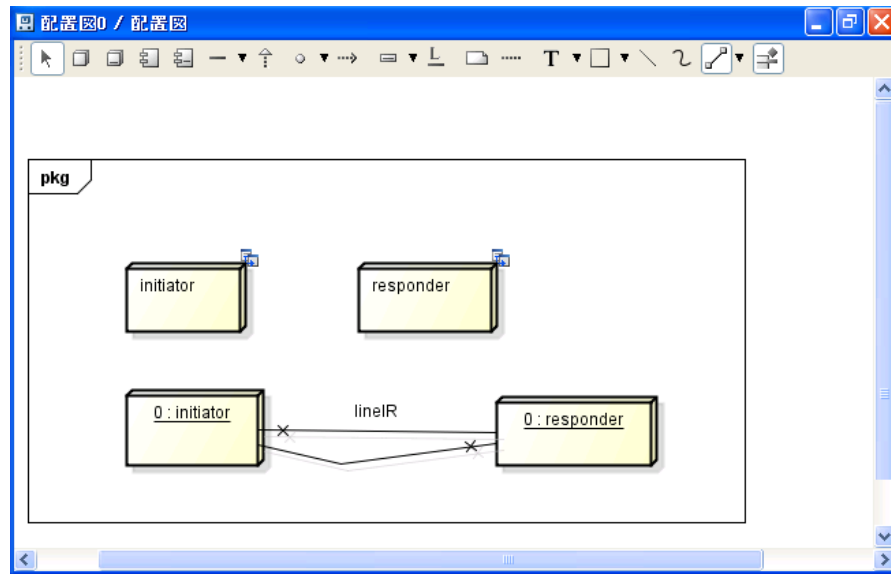 配置図0 / 配置図
T
pkg
initiator
responder
0 : initiator
lineIR
0 : responder